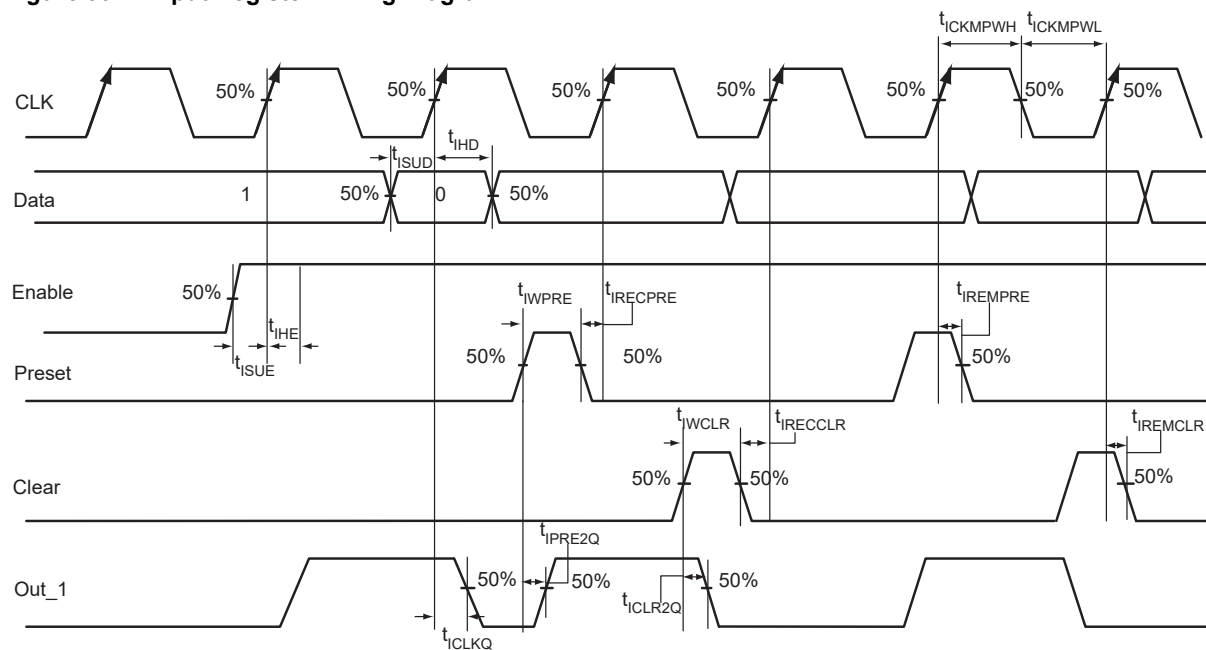 tICKMPWH tICKMPWL
CLK 50% 50% 50% 50% 50% 50% 50%
tISUD tIHD
Data 1 50% 0 50%
Enable 50%
tIHE
tISUE
tIWPRE tIRECPRE tIREMPRE
Preset 50% 50% 50%
tIWCLR tIRECCLR tIREMCLR
Clear 50% 50% 50%
tIPRE2Q
Out_1 50% 50% 50%
tICLR2Q
tICLKQ